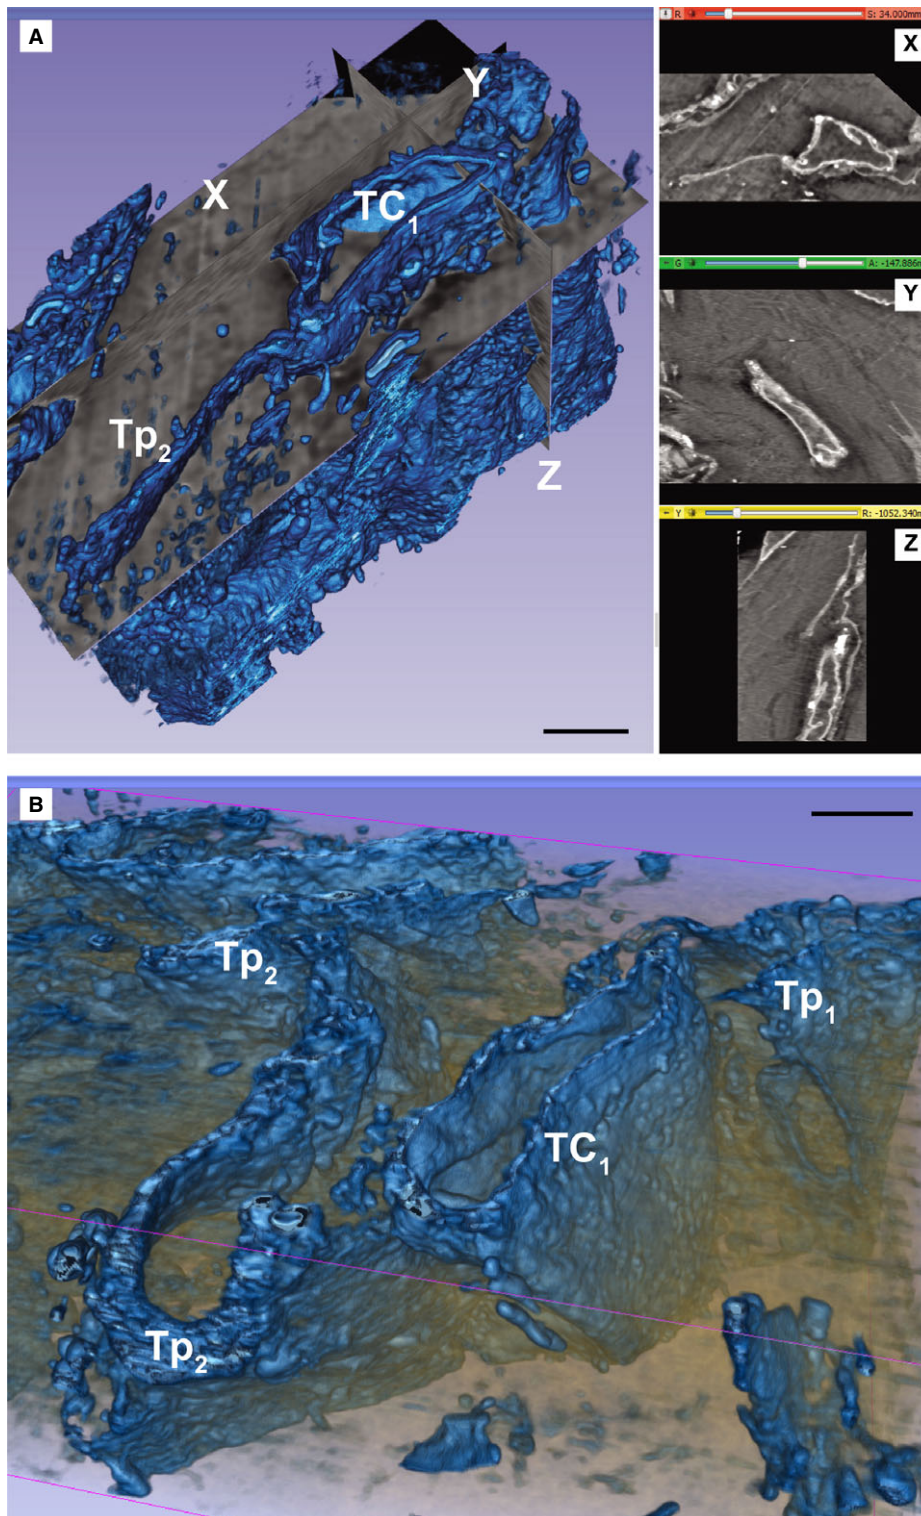 A
X
Y
TC1
Tp2
Z
R S: 34.000mm
X
G A: -147.886m
Y
Y R: -1052.340m
Z
B
Tp2
Tp1
TC1
Tp2